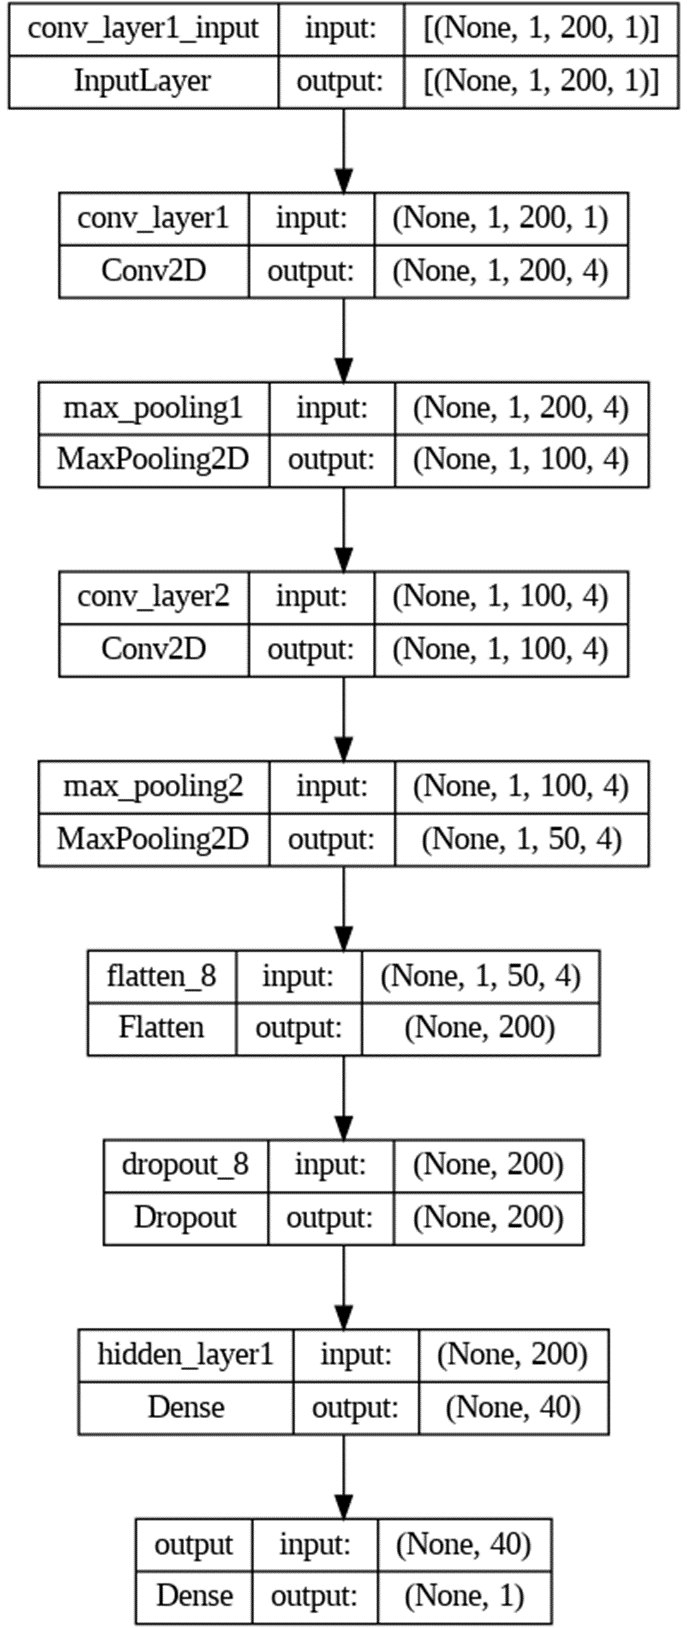 conv_layer1_input input: [(None, 1, 200, 1)]
InputLayer output: [(None, 1, 200, 1)]
conv_layer1 input: (None, 1, 200, 1)
Conv2D output: (None, 1, 200, 4)
max_pooling1 input: (None, 1, 200, 4)
MaxPooling2D output: (None, 1, 100, 4)
conv_layer2 input: (None, 1, 100, 4)
Conv2D output: (None, 1, 100, 4)
max_pooling2 input: (None, 1, 100, 4)
MaxPooling2D output: (None, 1, 50, 4)
flatten_8 input: (None, 1, 50, 4)
Flatten output: (None, 200)
dropout_8 input: (None, 200)
Dropout output: (None, 200)
hidden_layer1 input: (None, 200)
Dense output: (None, 40)
output input: (None, 40)
Dense output: (None, 1)